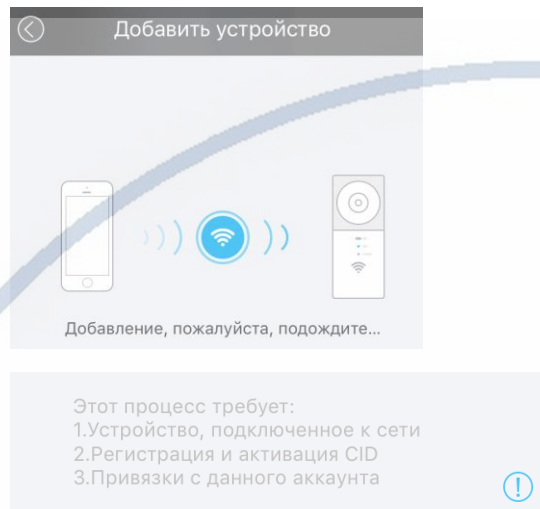 Добавить устройство
Добавление, пожалуйста, подождите...
Этот процесс требует:
1.Устройство, подключенное к сети
2.Регистрация и активация CID
3.Привязки с данного аккаунта